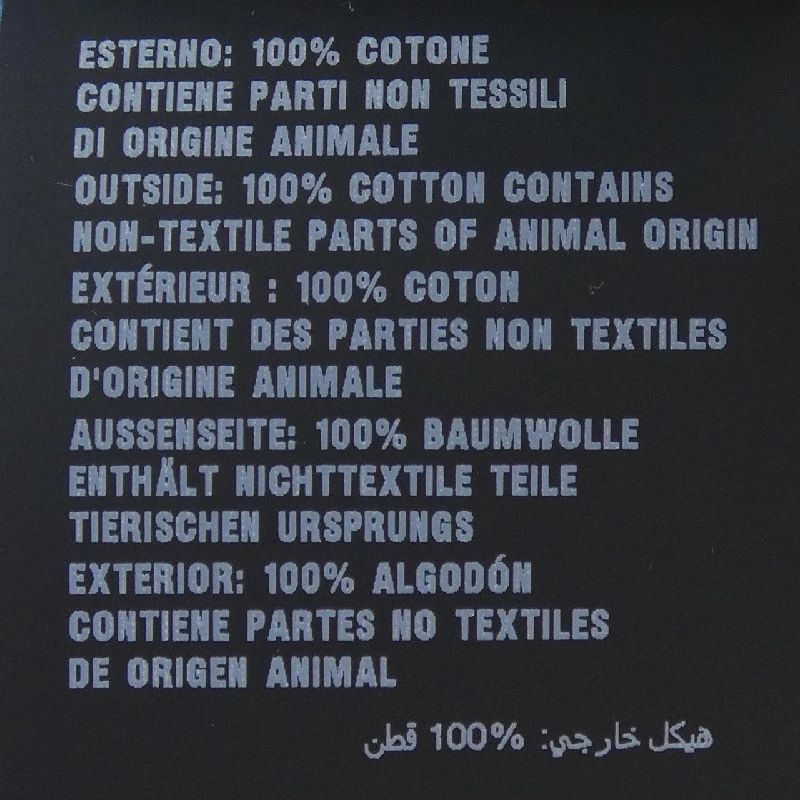 ESTERNO: 100% COTONE
CONTIENE PARTI NON TESSILI
DI ORIGINE ANIMALE
OUTSIDE: 100% COTTON CONTAINS
NON-TEXTILE PARTS OF ANIMAL ORIGIN
EXTÉRIEUR : 100% COTON
CONTIENT DES PARTIES NON TEXTILES
D'ORIGINE ANIMALE
AUSSENSEITE: 100% BAUMWOLLE
ENTHÄLT NICHTTEXTILE TEILE
TIERISCHEN URSPRUNGS
EXTERIOR: 100% ALGODÓN
CONTIENE PARTES NO TEXTILES
DE ORIGEN ANIMAL
هيكل خارجي: %100 قطن